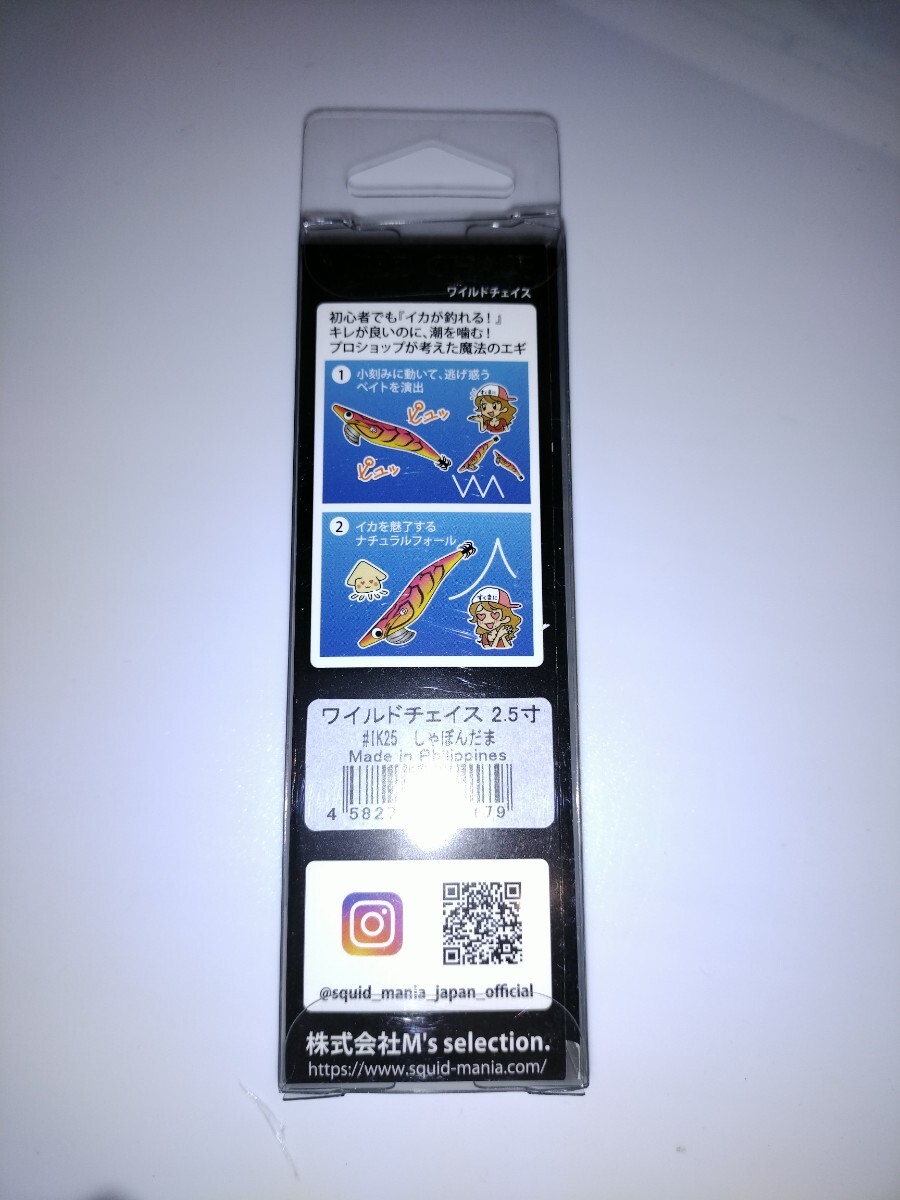 ワイルドチェイス
初心者でも『イカが釣れる!』
キレが良いのに、潮を噛む!
プロショップが考えた魔法のエギ
1 小刻みに動いて、逃げ惑う
ベイトを演出
ピュッ
ピュッ
2 イカを魅了する
ナチュラルフォール
すくまに
ワイルドチェイス 2.5寸
#IK25 しゃぼんだま
Made in Philippines
4 5827 179
@squid_mania_japan_official
株式会社M's selection.
https://www.squid-mania.com/